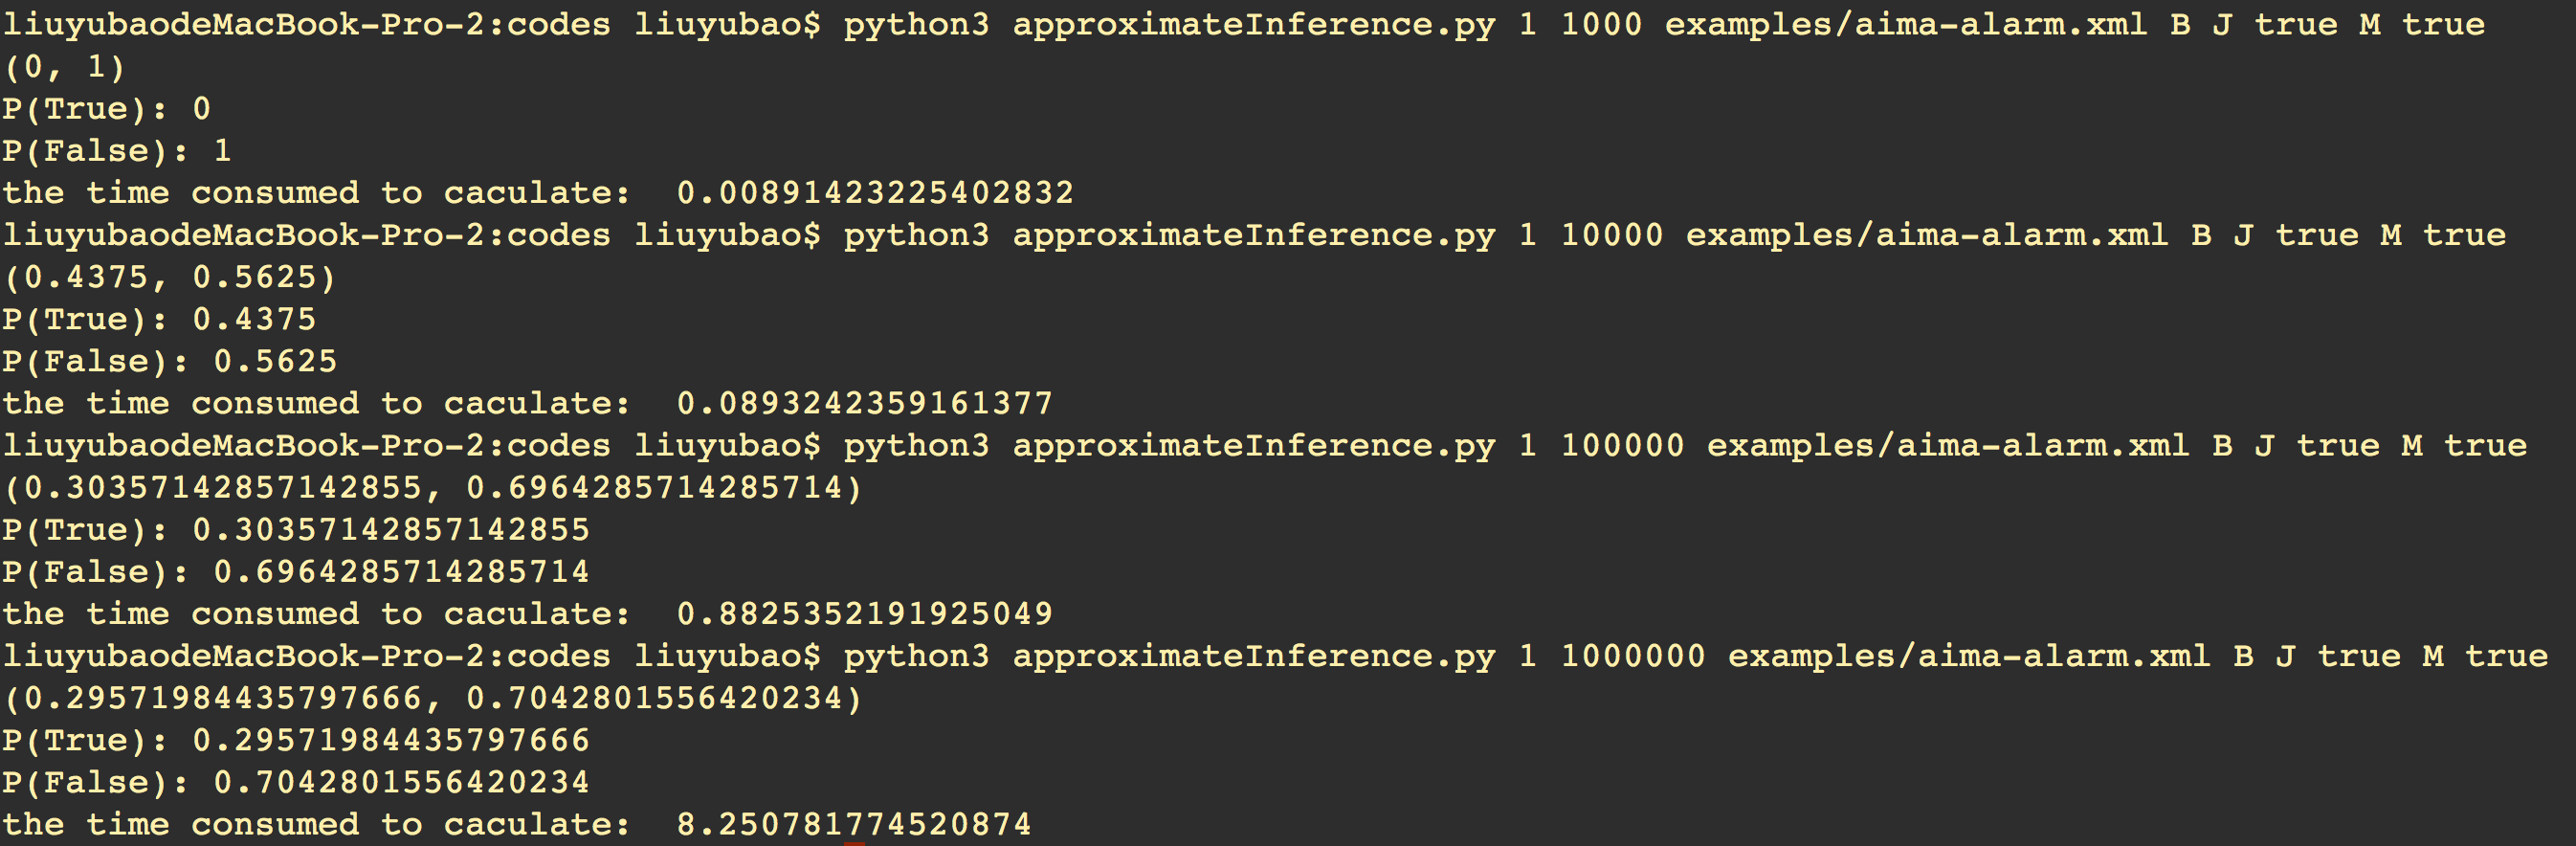 liuyubaodeMacBook-Pro-2:codes liuyubao$ python3 approximateInference.py 1 1000 examples/aima-alarm.xml B J true M true
(0, 1)
P(True): 0
P(False): 1
the time consumed to caculate:  0.00891423225402832
liuyubaodeMacBook-Pro-2:codes liuyubao$ python3 approximateInference.py 1 10000 examples/aima-alarm.xml B J true M true
(0.4375, 0.5625)
P(True): 0.4375
P(False): 0.5625
the time consumed to caculate:  0.0893242359161377
liuyubaodeMacBook-Pro-2:codes liuyubao$ python3 approximateInference.py 1 100000 examples/aima-alarm.xml B J true M true
(0.30357142857142855, 0.6964285714285714)
P(True): 0.30357142857142855
P(False): 0.6964285714285714
the time consumed to caculate:  0.8825352191925049
liuyubaodeMacBook-Pro-2:codes liuyubao$ python3 approximateInference.py 1 1000000 examples/aima-alarm.xml B J true M true
(0.29571984435797666, 0.7042801556420234)
P(True): 0.29571984435797666
P(False): 0.7042801556420234
the time consumed to caculate:  8.250781774520874